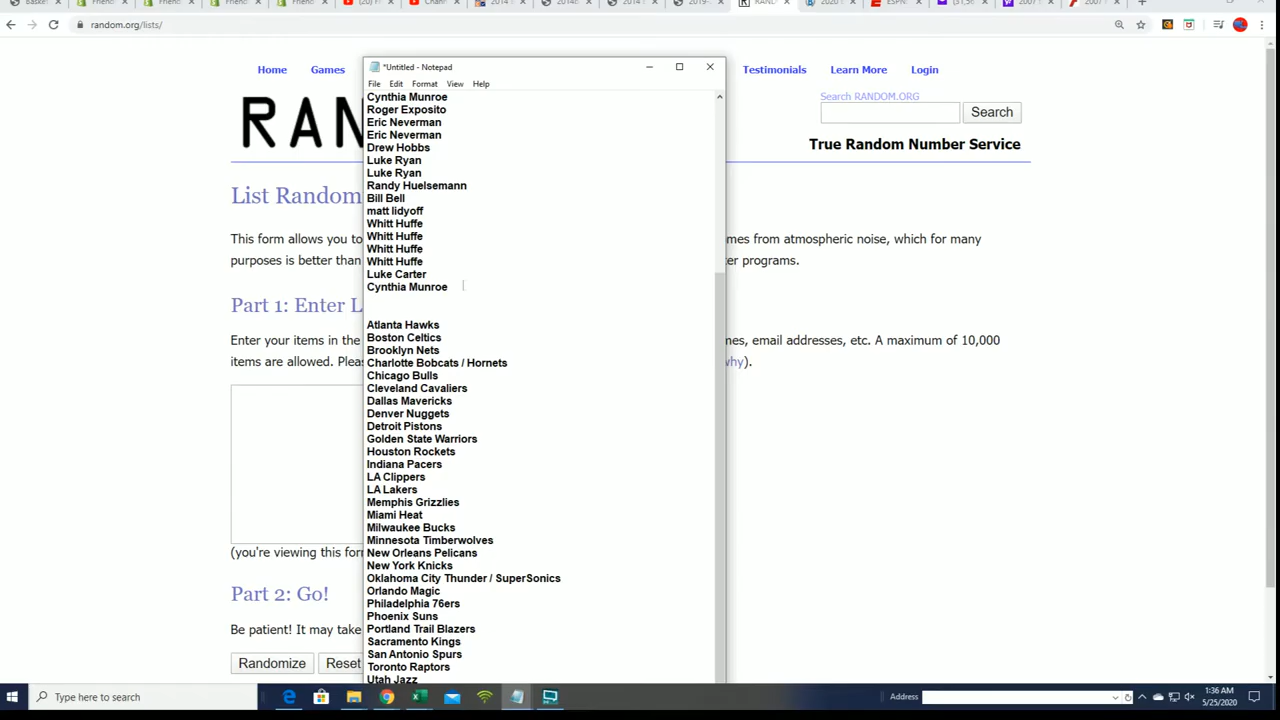 random.org/lists/
*Untitled - Notepad
File Edit Format View Help
Home Games
Testimonials Learn More Login
Search RANDOM.ORG
Search
RAN
True Random Number Service
List Random
This form allows you to
mes from atmospheric noise, which for many
purposes is better than
er programs.
Part 1: Enter L
Enter your items in the
mes, email addresses, etc. A maximum of 10,000
items are allowed. Plea
why).
(you're viewing this for
Part 2: Go!
Be patient! It may take
Randomize Reset
Cynthia Munroe
Roger Exposito
Eric Neverman
Eric Neverman
Drew Hobbs
Luke Ryan
Luke Ryan
Randy Huelsemann
Bill Bell
matt lidyoff
Whitt Huffe
Whitt Huffe
Whitt Huffe
Whitt Huffe
Luke Carter
Cynthia Munroe
Atlanta Hawks
Boston Celtics
Brooklyn Nets
Charlotte Bobcats / Hornets
Chicago Bulls
Cleveland Cavaliers
Dallas Mavericks
Denver Nuggets
Detroit Pistons
Golden State Warriors
Houston Rockets
Indiana Pacers
LA Clippers
LA Lakers
Memphis Grizzlies
Miami Heat
Milwaukee Bucks
Minnesota Timberwolves
New Orleans Pelicans
New York Knicks
Oklahoma City Thunder / SuperSonics
Orlando Magic
Philadelphia 76ers
Phoenix Suns
Portland Trail Blazers
Sacramento Kings
San Antonio Spurs
Toronto Raptors
Utah Jazz
Type here to search
Address
1:36 AM
5/25/2020